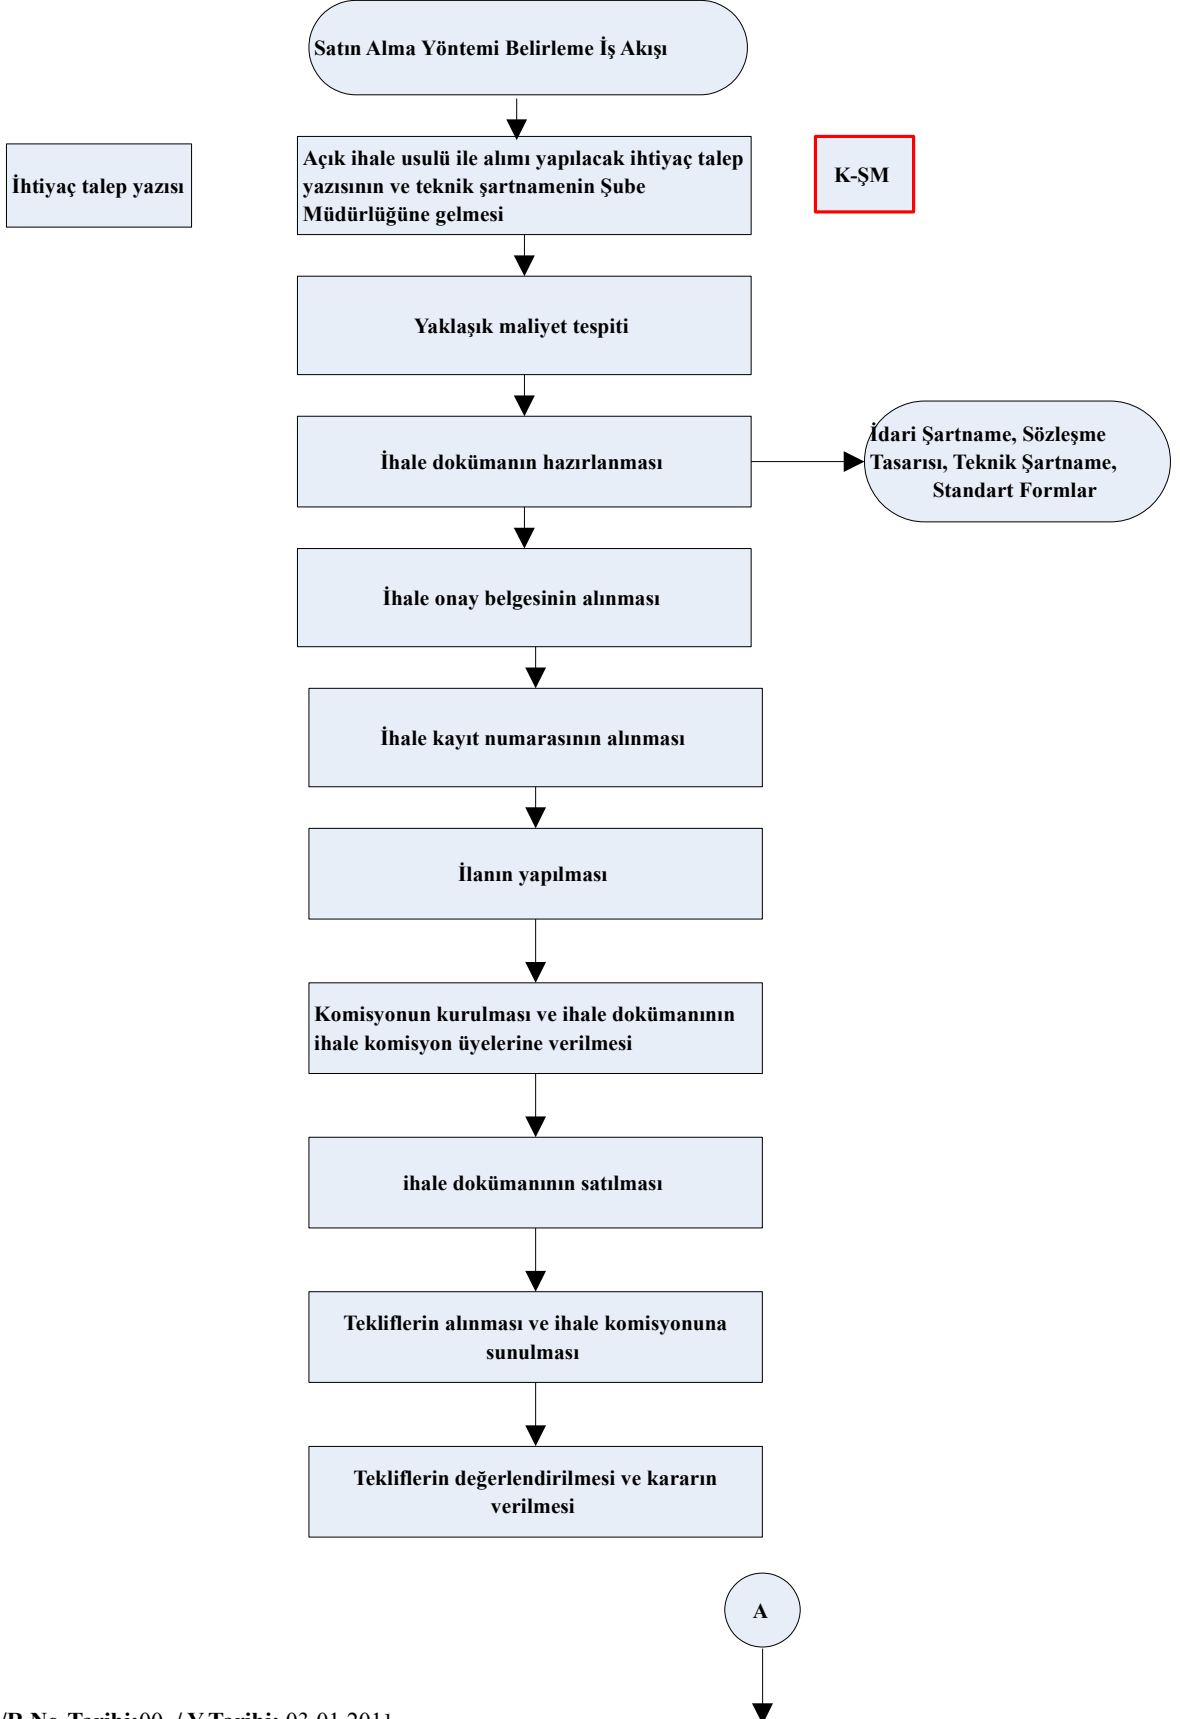 Satın Alma Yöntemi Belirleme İş Akışı
İhtiyaç talep yazısı
Açık ihale usulü ile alımı yapılacak ihtiyaç talep
yazısının ve teknik şartnamenin Şube
Müdürlüğüne gelmesi
K-ŞM
Yaklaşık maliyet tespiti
İhale dokümanın hazırlanması
İdari Şartname, Sözleşme
Tasarısı, Teknik Şartname,
Standart Formlar
İhale onay belgesinin alınması
İhale kayıt numarasının alınması
İlanın yapılması
Komisyonun kurulması ve ihale dokümanının
ihale komisyon üyelerine verilmesi
ihale dokümanının satılması
Tekliflerin alınması ve ihale komisyonuna
sunulması
Tekliflerin değerlendirilmesi ve kararın
verilmesi
A